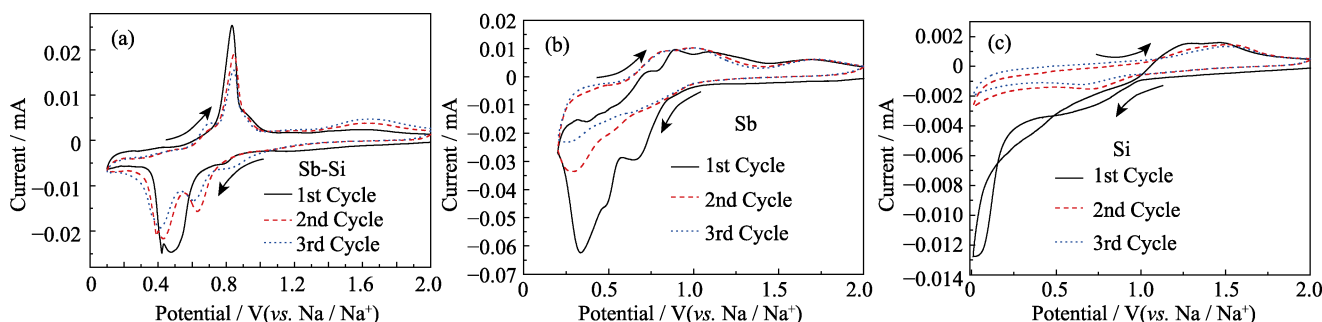 (a)
Current / mA
0.02
0.01
0
−0.01
−0.02
Sb-Si
1st Cycle
2nd Cycle
3rd Cycle
0 0.4 0.8 1.2 1.6 2.0
Potential / V(vs. Na / Na⁺)
(b)
Current / mA
0.02
0.01
0
−0.01
−0.02
−0.03
−0.04
−0.05
−0.06
−0.07
Sb
1st Cycle
2nd Cycle
3rd Cycle
0 0.5 1.0 1.5 2.0
Potential / V(vs. Na / Na⁺)
(c)
Current / mA
0.002
0
−0.002
−0.004
−0.006
−0.008
−0.010
−0.012
−0.014
Si
1st Cycle
2nd Cycle
3rd Cycle
0 0.5 1.0 1.5 2.0
Potential / V(vs. Na / Na⁺)